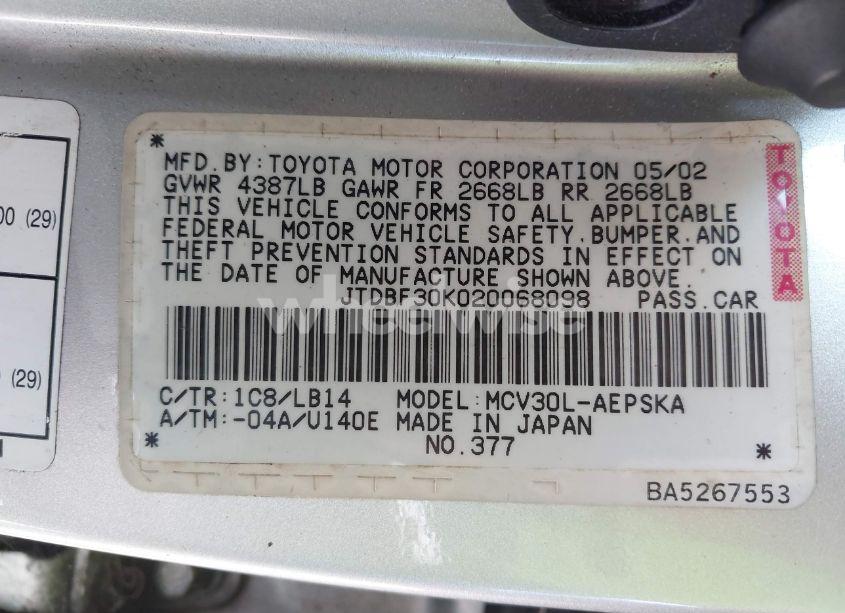 MFD.BY:TOYOTA MOTOR CORPORATION 05/02
GVWR 4387LB GAWR FR 2668LB RR 2668LB
THIS VEHICLE CONFORMS TO ALL APPLICABLE
FEDERAL MOTOR VEHICLE SAFETY,BUMPER,AND
THEFT PREVENTION STANDARDS IN EFFECT ON
THE DATE OF MANUFACTURE SHOWN ABOVE.
JTDBF30K020068098 PASS.CAR
wheelwise
C/TR:1C8/LB14 MODEL:MCV30L-AEPSKA
A/TM:-04A/U140E MADE IN JAPAN
NO.377
BA5267553
TOYOTA
00 (29)
(29)